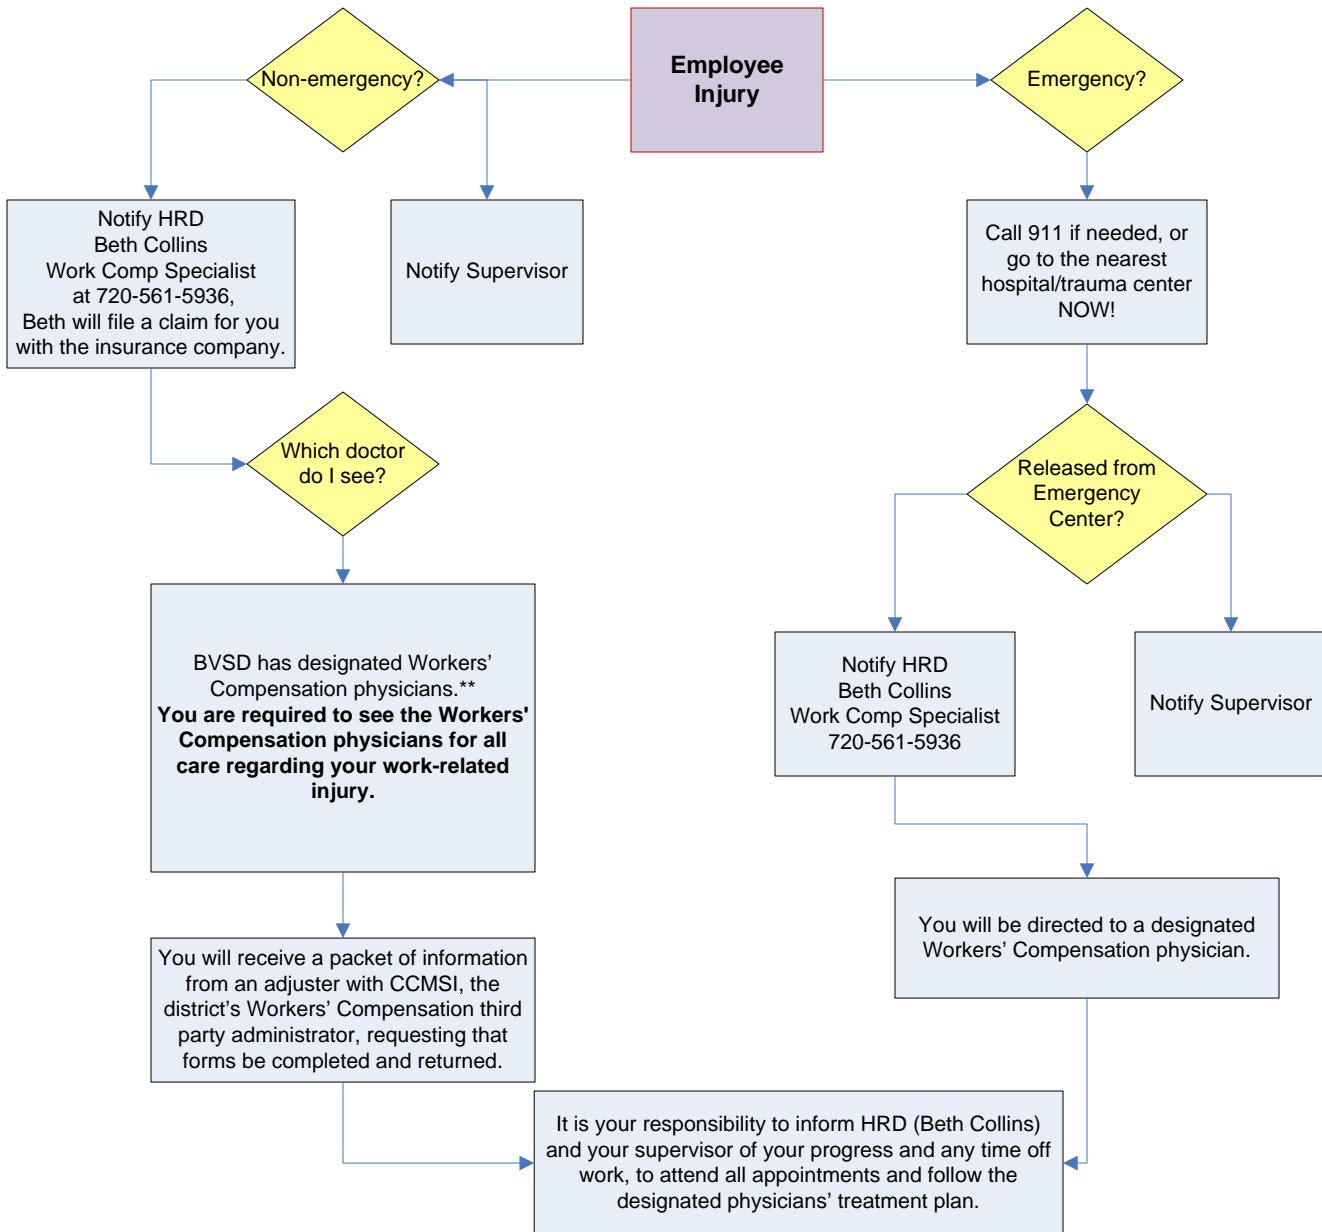 Employee
Injury
Non-emergency?
Emergency?
Notify HRD
Beth Collins
Work Comp Specialist
at 720-561-5936,
Beth will file a claim for you
with the insurance company.
Notify Supervisor
Call 911 if needed, or
go to the nearest
hospital/trauma center
NOW!
Which doctor
do I see?
Released from
Emergency
Center?
BVSD has designated Workers’
Compensation physicians.**
You are required to see the Workers'
Compensation physicians for all
care regarding your work-related
injury.
Notify HRD
Beth Collins
Work Comp Specialist
720-561-5936
Notify Supervisor
You will be directed to a designated
Workers’ Compensation physician.
You will receive a packet of information
from an adjuster with CCMSI, the
district’s Workers’ Compensation third
party administrator, requesting that
forms be completed and returned.
It is your responsibility to inform HRD (Beth Collins)
and your supervisor of your progress and any time off
work, to attend all appointments and follow the
designated physicians’ treatment plan.